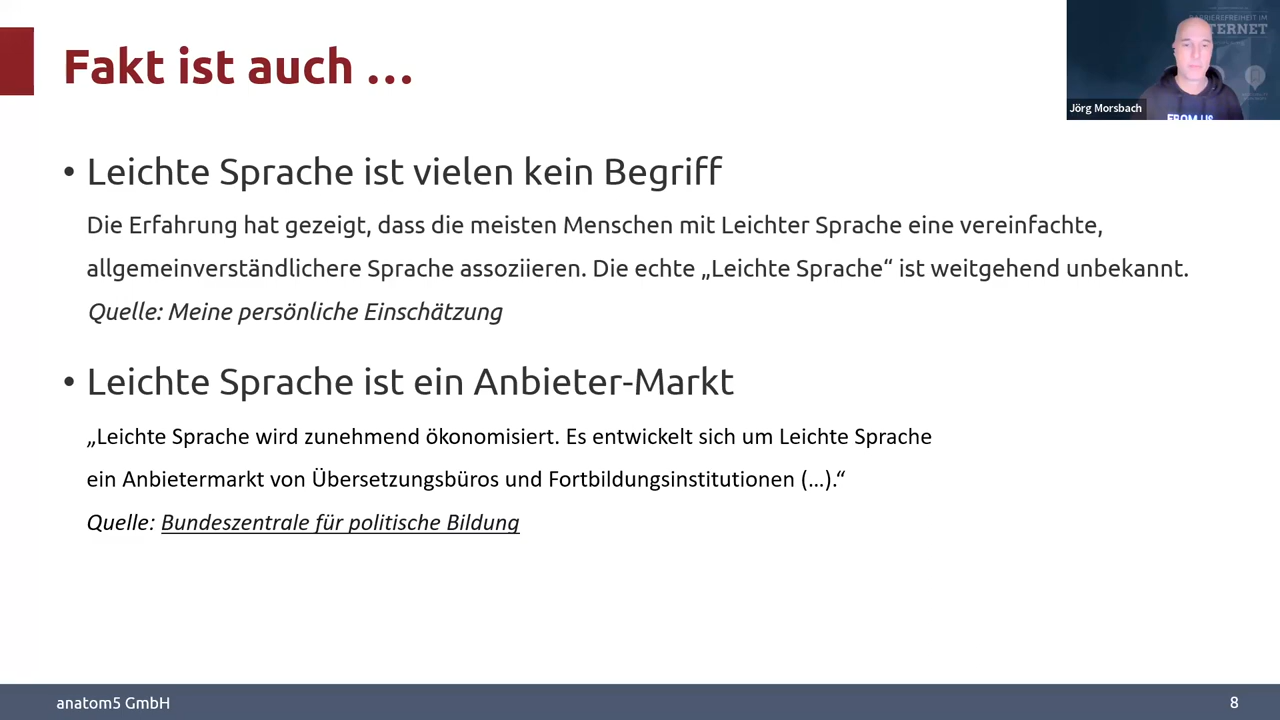 Fakt ist auch …
BARRIEREFREIHEIT IM
TERNET
Jörg Morsbach
FROM US
• Leichte Sprache ist vielen kein Begriff
Die Erfahrung hat gezeigt, dass die meisten Menschen mit Leichter Sprache eine vereinfachte,
allgemeinverständlichere Sprache assoziieren. Die echte „Leichte Sprache“ ist weitgehend unbekannt.
Quelle: Meine persönliche Einschätzung
• Leichte Sprache ist ein Anbieter-Markt
„Leichte Sprache wird zunehmend ökonomisiert. Es entwickelt sich um Leichte Sprache
ein Anbietermarkt von Übersetzungsbüros und Fortbildungsinstitutionen (…).“
Quelle: Bundeszentrale für politische Bildung
anatom5 GmbH
8